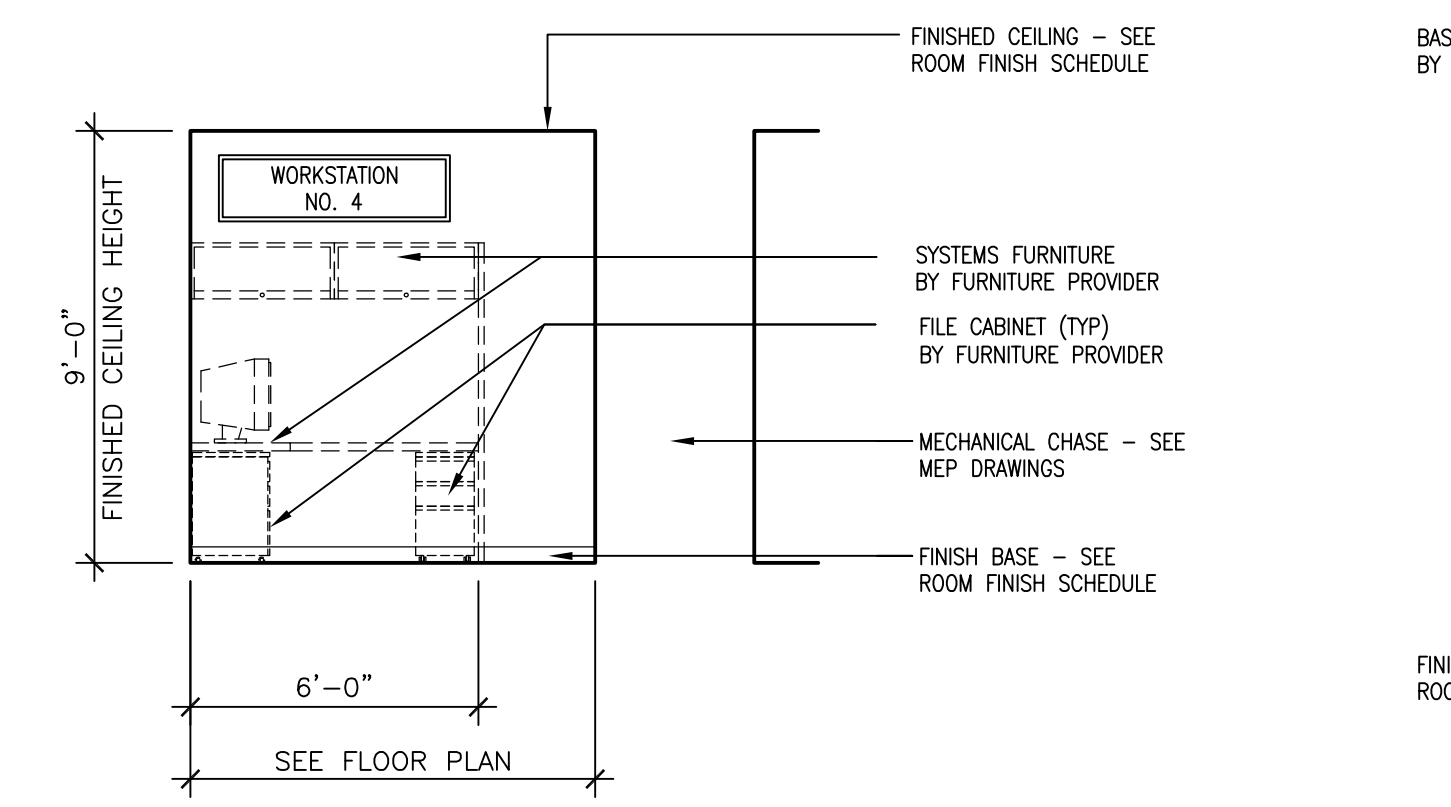 FINISHED CEILING – SEE
ROOM FINISH SCHEDULE
BY
WORKSTATION
NO. 4
9'–0"
FINISHED CEILING HEIGHT
SYSTEMS FURNITURE
BY FURNITURE PROVIDER
FILE CABINET (TYP)
BY FURNITURE PROVIDER
MECHANICAL CHASE – SEE
MEP DRAWINGS
FINISH BASE – SEE
ROOM FINISH SCHEDULE
6'–0"
SEE FLOOR PLAN